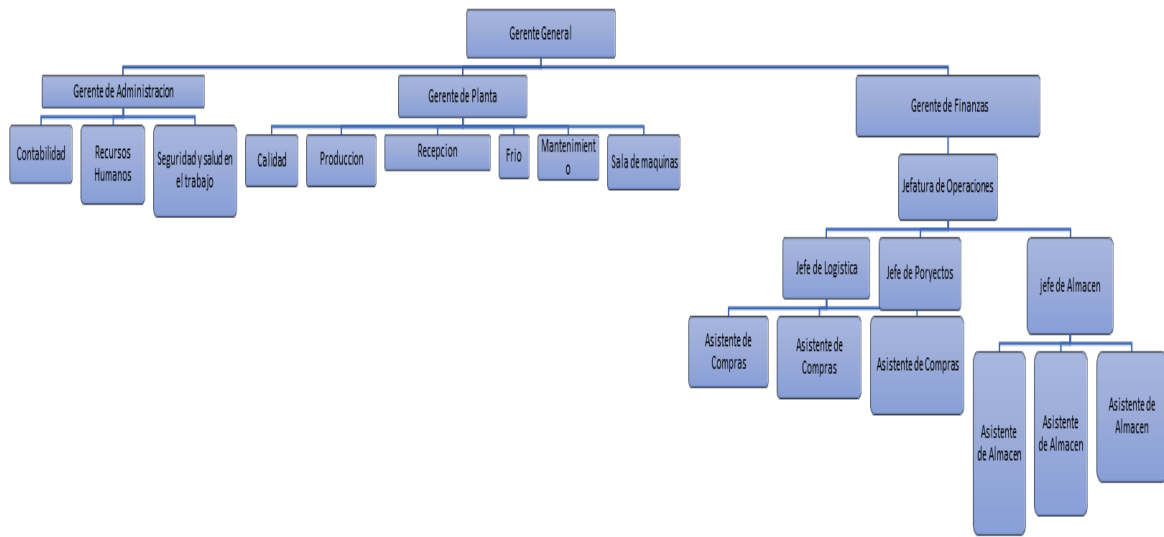 Gerente General
Gerente de Administracion
Gerente de Planta
Gerente de Finanzas
Contabilidad
Recursos
Humanos
Seguridad y salud en
el trabajo
Calidad
Produccion
Recepcion
Frio
Mantenimient
o
Sala de maquinas
Jefatura de Operaciones
Jefe de Logistica
Jefe de Poryectos
jefe de Almacen
Asistente de
Compras
Asistente de
Compras
Asistente de Compras
Asistente
de Almacen
Asistente
de Almacen
Asistente de
Almacen